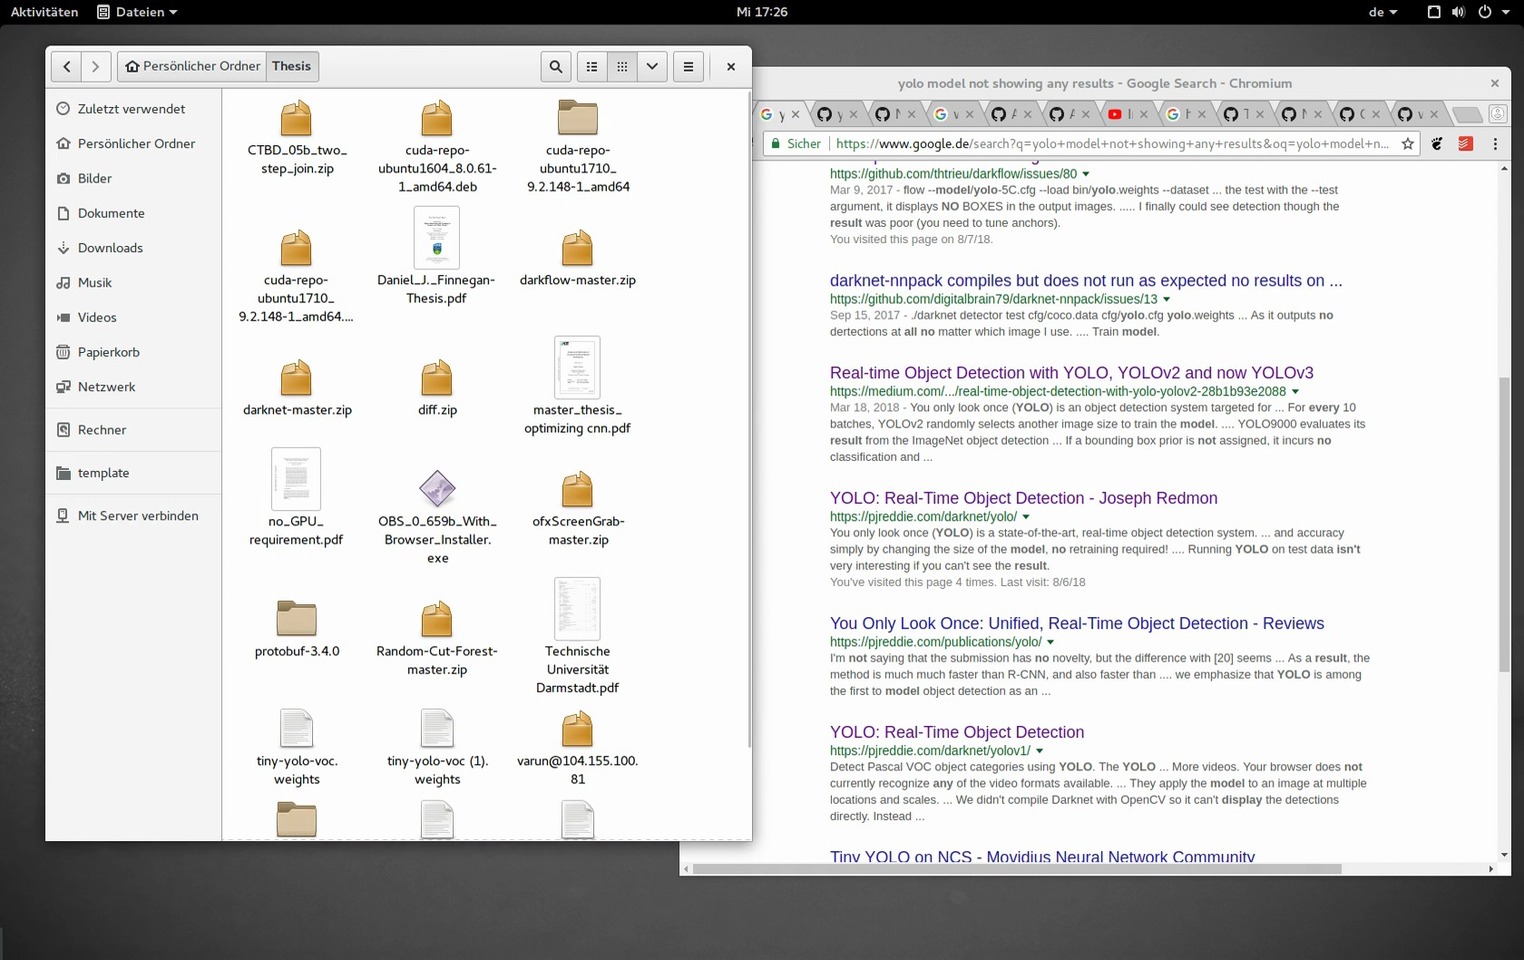 Aktivitäten
Dateien
Mi 17:26
de
Persönlicher Ordner
Thesis
Zuletzt verwendet
Persönlicher Ordner
Bilder
Dokumente
Downloads
Musik
Videos
Papierkorb
Netzwerk
Rechner
template
Mit Server verbinden
CTBD_05b_two_
step_join.zip
cuda-repo-
ubuntu1604_8.0.61-
1_amd64.deb
cuda-repo-
ubuntu1710_
9.2.148-1_amd64
cuda-repo-
ubuntu1710_
9.2.148-1_amd64....
Daniel_J._Finnegan-
Thesis.pdf
darkflow-master.zip
darknet-master.zip
diff.zip
master_thesis_
optimizing cnn.pdf
no_GPU_
requirement.pdf
OBS_0_659b_With_
Browser_Installer.
exe
ofxScreenGrab-
master.zip
protobuf-3.4.0
Random-Cut-Forest-
master.zip
Technische
Universität
Darmstadt.pdf
tiny-yolo-voc.
weights
tiny-yolo-voc (1).
weights
varun@104.155.100.
81
yolo model not showing any results - Google Search - Chromium
Sicher
https://www.google.de/search?q=yolo+model+not+showing+any+results&oq=yolo+model+n...
https://github.com/thtrieu/darkflow/issues/80
Mar 9, 2017 - flow --model/yolo-5C.cfg --load bin/yolo.weights --dataset ... the test with the --test
argument, it displays NO BOXES in the output images. ..... I finally could see detection though the
result was poor (you need to tune anchors).
You visited this page on 8/7/18.
darknet-nnpack compiles but does not run as expected no results on ...
https://github.com/digitalbrain79/darknet-nnpack/issues/13
Sep 15, 2017 - ./darknet detector test cfg/coco.data cfg/yolo.cfg yolo.weights ... As it outputs no
dertections at all no matter which image I use. .... Train model.
Real-time Object Detection with YOLO, YOLOv2 and now YOLOv3
https://medium.com/.../real-time-object-detection-with-yolo-yolov2-28b1b93e2088
Mar 18, 2018 - You only look once (YOLO) is an object detection system targeted for ... For every 10
batches, YOLOv2 randomly selects another image size to train the model. .... YOLO9000 evaluates its
result from the ImageNet object detection ... If a bounding box prior is not assigned, it incurs no
classification and ...
YOLO: Real-Time Object Detection - Joseph Redmon
https://pjreddie.com/darknet/yolo/
You only look once (YOLO) is a state-of-the-art, real-time object detection system. ... and accuracy
simply by changing the size of the model, no retraining required! .... Running YOLO on test data isn't
very interesting if you can't see the result.
You've visited this page 4 times. Last visit: 8/6/18
You Only Look Once: Unified, Real-Time Object Detection - Reviews
https://pjreddie.com/publications/yolo/
I'm not saying that the submission has no novelty, but the difference with [20] seems ... As a result, the
method is much much faster than R-CNN, and also faster than .... we emphasize that YOLO is among
the first to model object detection as an ...
YOLO: Real-Time Object Detection
https://pjreddie.com/darknet/yolov1/
Detect Pascal VOC object categories using YOLO. The YOLO ... More videos. Your browser does not
currently recognize any of the video formats available. ... They apply the model to an image at multiple
locations and scales. ... We didn't compile Darknet with OpenCV so it can't display the detections
directly. Instead ...
Tiny YOLO on NCS - Movidius Neural Network Community